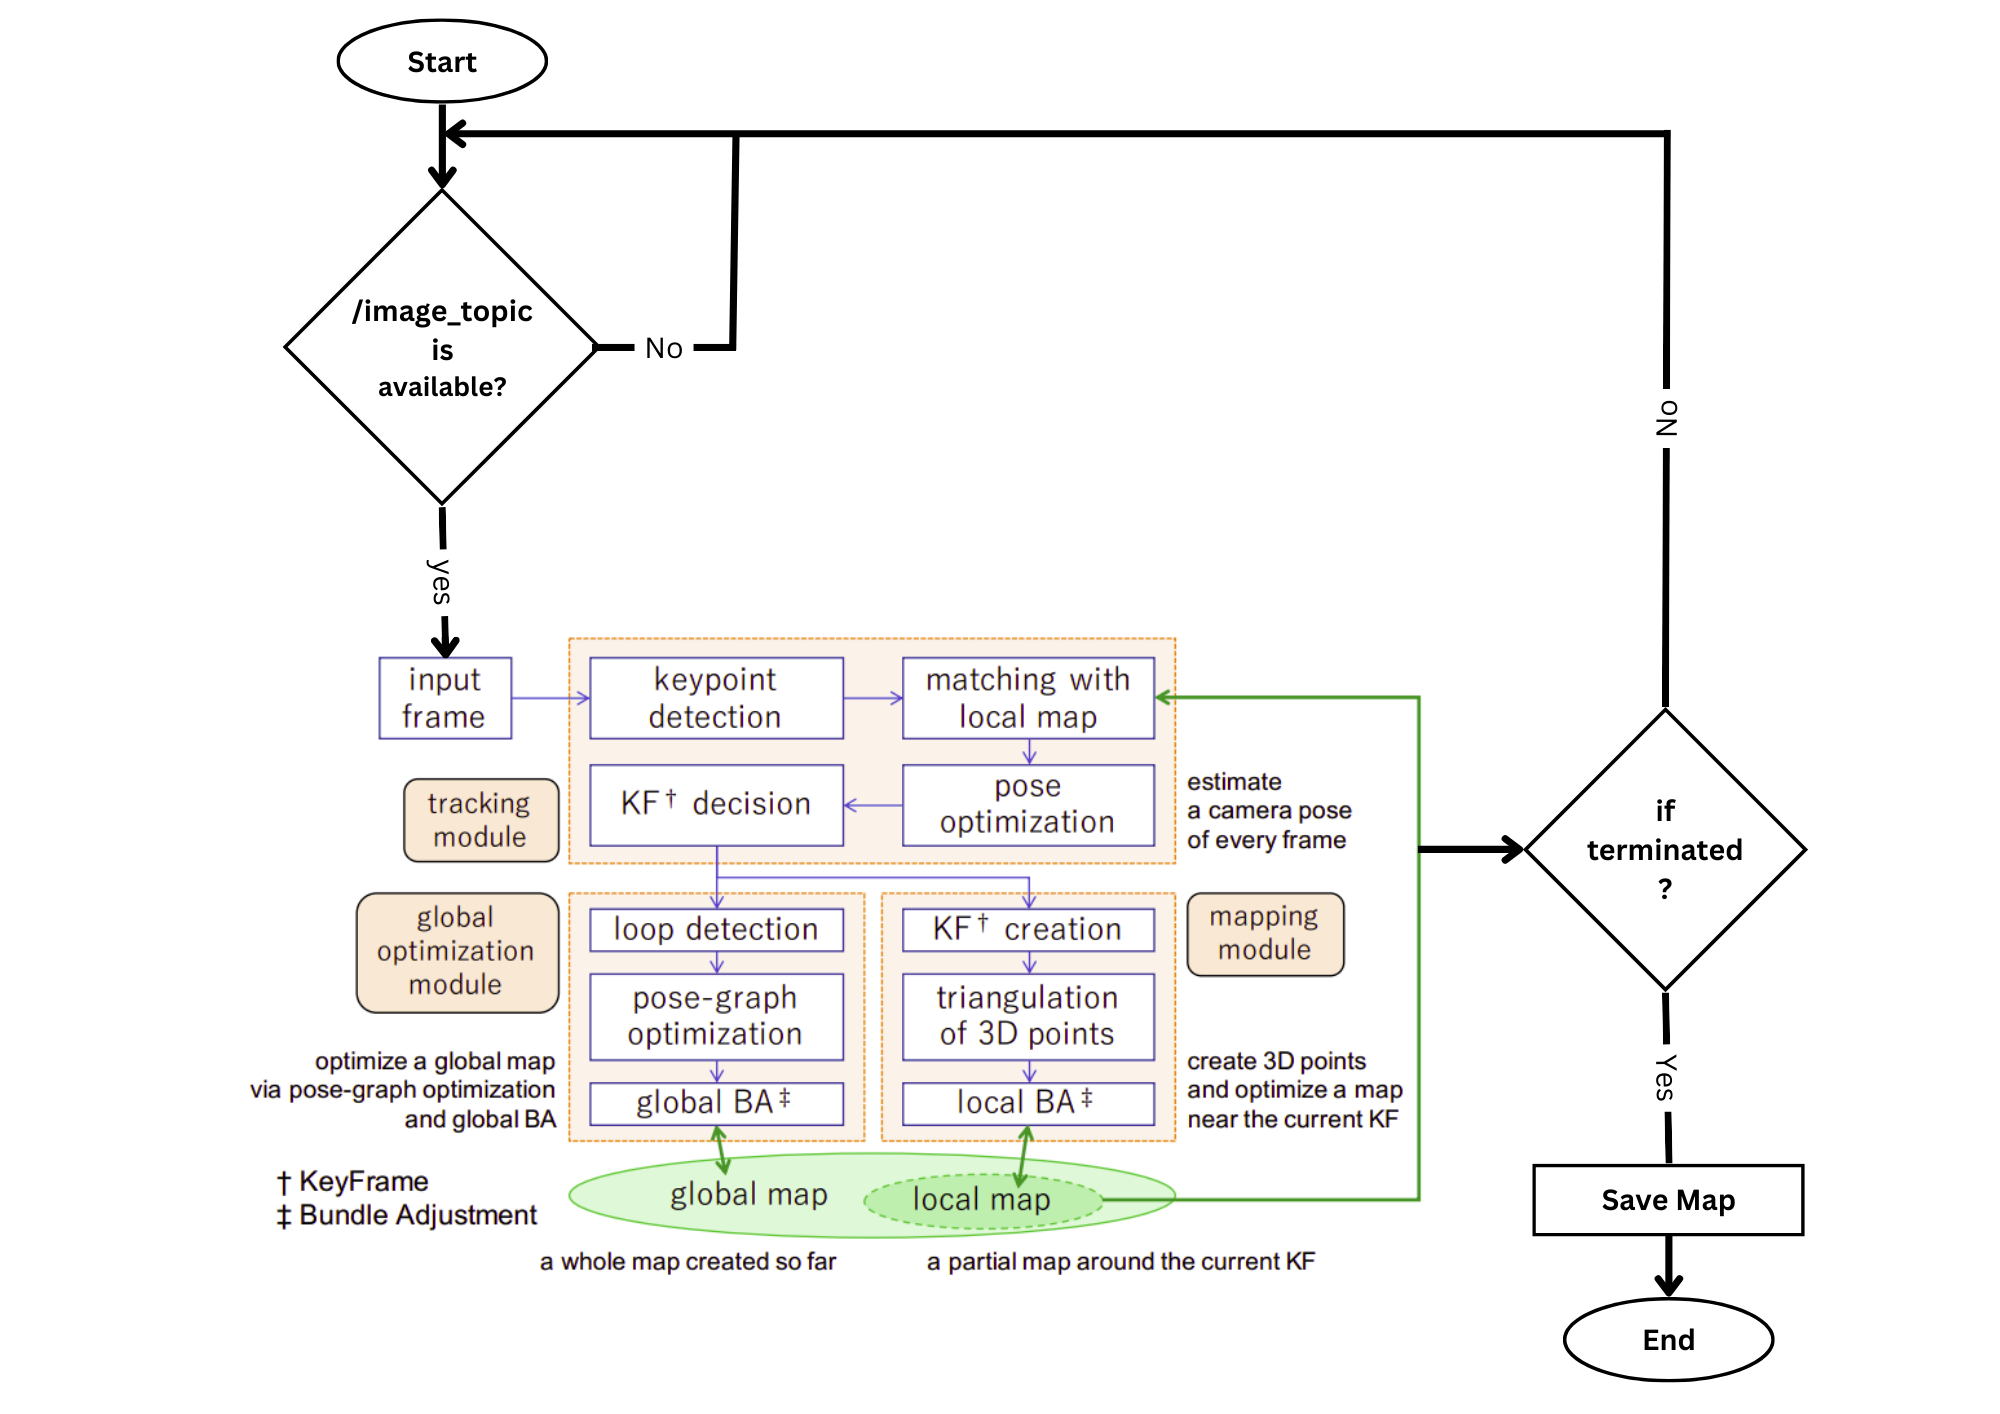 Start
/image_topic
is
available?
No
No
yes
input
frame
keypoint
detection
matching with
local map
tracking
module
KF† decision
pose
optimization
estimate
a camera pose
of every frame
if
terminated
?
global
optimization
module
loop detection
KF† creation
mapping
module
pose-graph
optimization
triangulation
of 3D points
optimize a global map
via pose-graph optimization
and global BA
global BA‡
local BA‡
create 3D points
and optimize a map
near the current KF
Yes
† KeyFrame
‡ Bundle Adjustment
global map
local map
Save Map
a whole map created so far
a partial map around the current KF
End